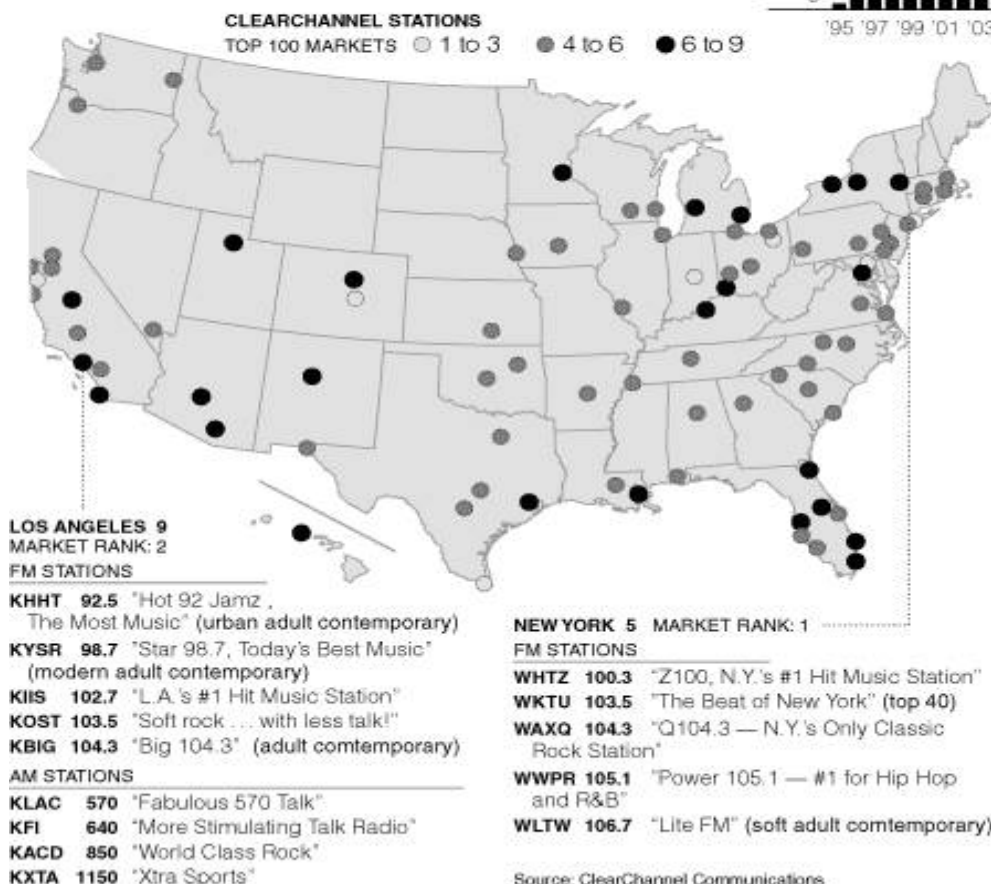 '95 '97 '99 '01 '03
CLEARCHANNEL STATIONS
TOP 100 MARKETS 1 to 3 4 to 6 6 to 9
LOS ANGELES 9
MARKET RANK: 2
FM STATIONS
KHHT 92.5 "Hot 92 Jamz ,
The Most Music" (urban adult contemporary)
KYSR 98.7 "Star 98.7, Today's Best Music"
(modern adult contemporary)
KIIS 102.7 "L.A.'s #1 Hit Music Station"
KOST 103.5 "Soft rock ... with less talk!"
KBIG 104.3 "Big 104.3" (adult comtemporary)
AM STATIONS
KLAC 570 "Fabulous 570 Talk"
KFI 640 "More Stimulating Talk Radio"
KACD 850 "World Class Rock"
KXTA 1150 "Xtra Sports"
NEW YORK 5 MARKET RANK: 1
FM STATIONS
WHTZ 100.3 "Z100, N.Y.'s #1 Hit Music Station"
WKTU 103.5 "The Beat of New York" (top 40)
WAXQ 104.3 "Q104.3 — N.Y.'s Only Classic
Rock Station"
WWPR 105.1 "Power 105.1 — #1 for Hip Hop
and R&B"
WLTW 106.7 "Lite FM" (soft adult comtemporary)
Source: ClearChannel Communications